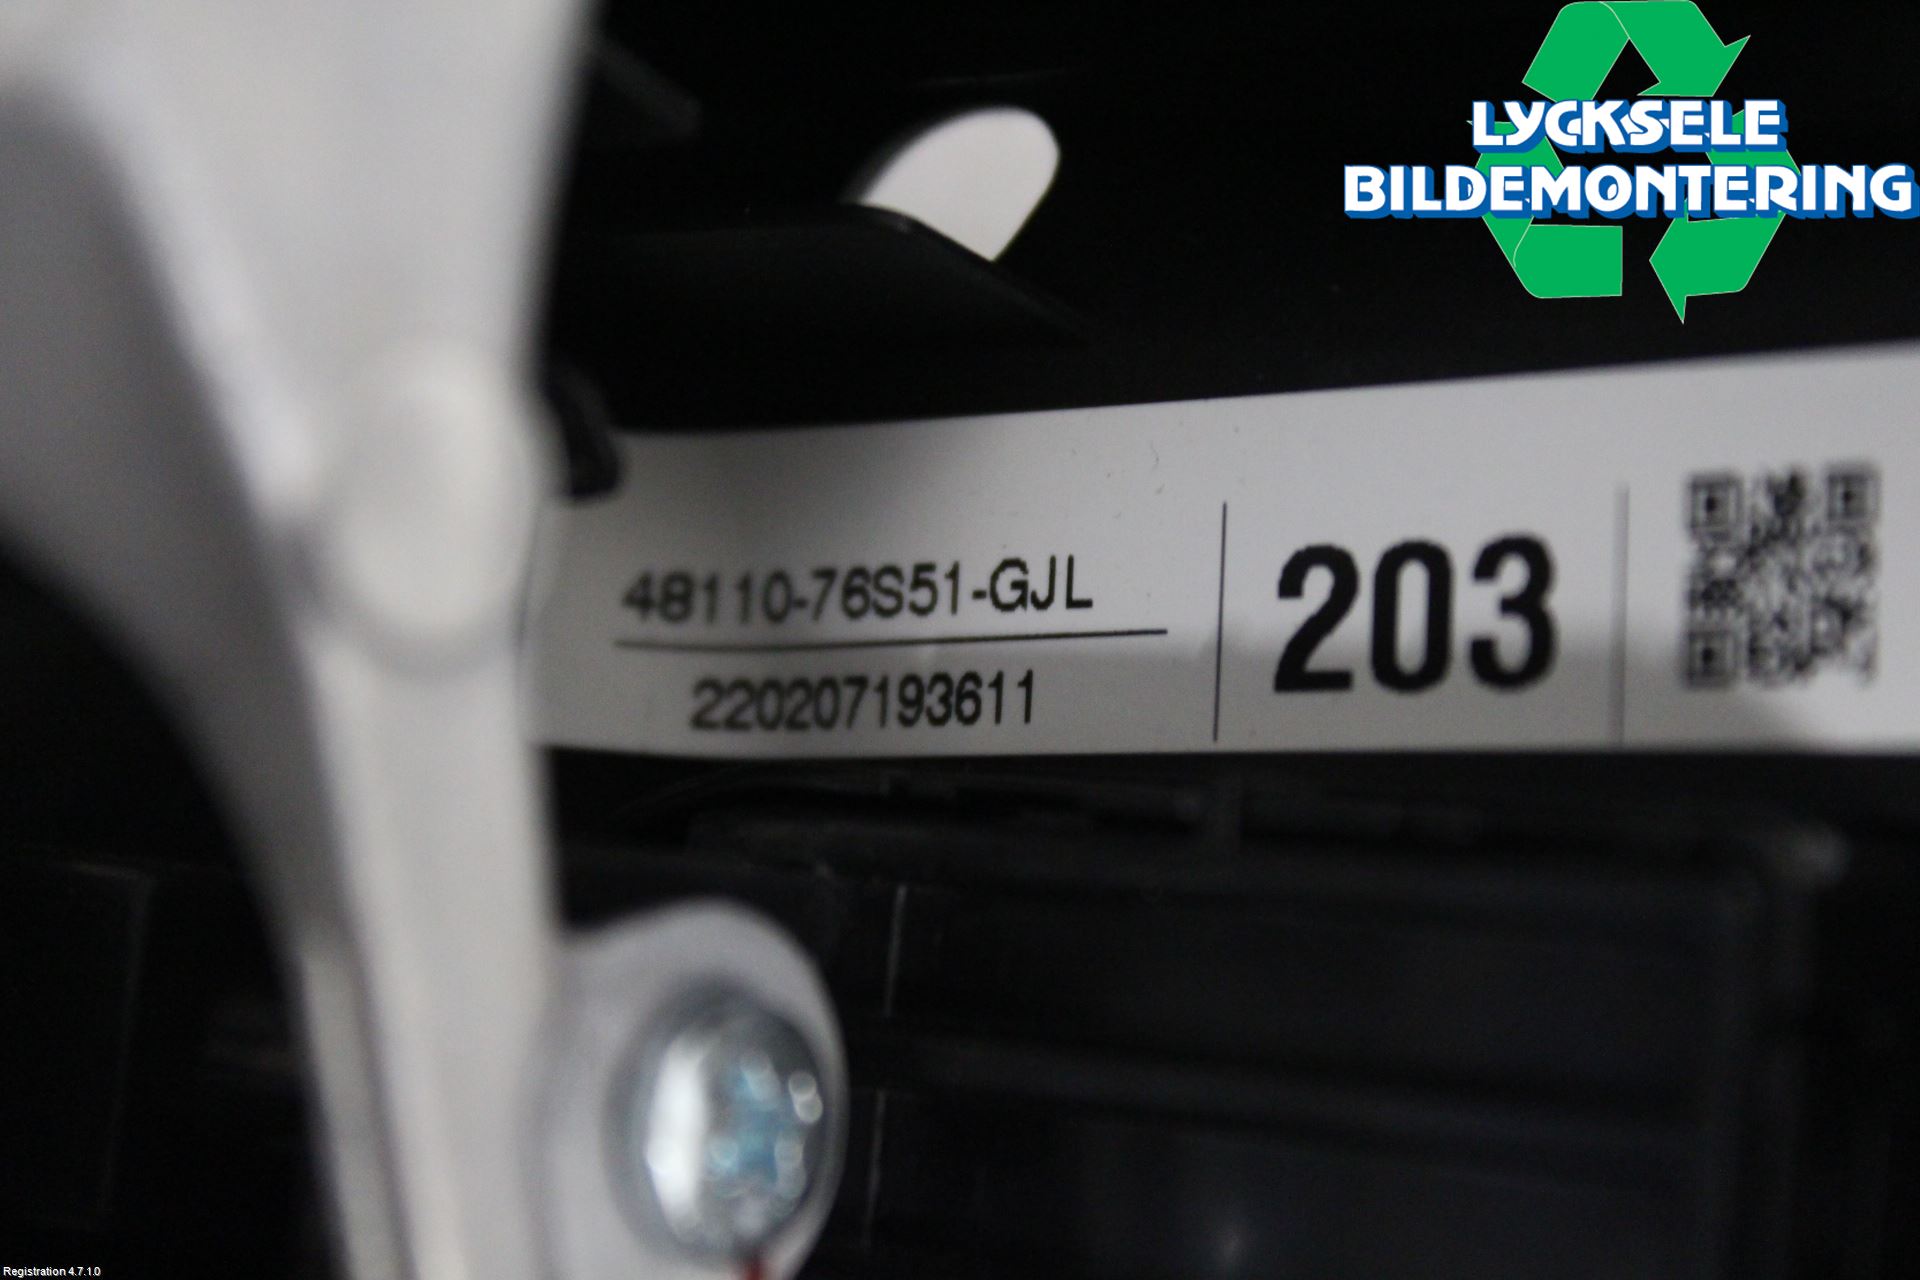 LYCKSELE
BILDEMONTERING
48110-76S51-GJL
220207193611
203
Registration 4.7.1.0